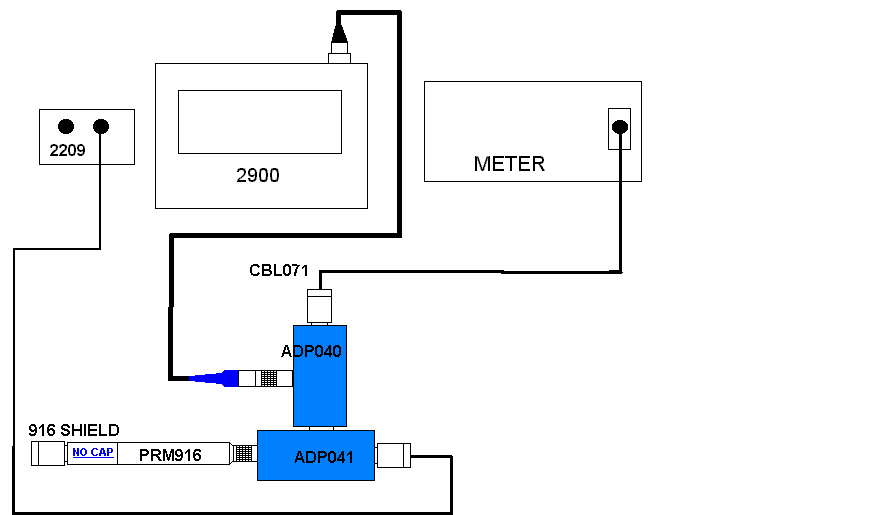 2209
2900
METER
CBL071
ADP040
916 SHIELD
NO CAP
PRM916
ADP041